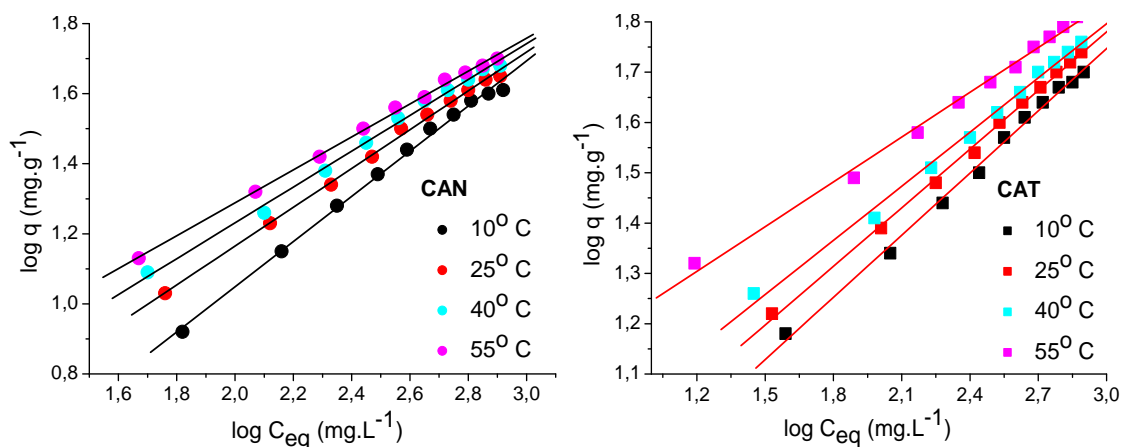 log q (mg.g-1)
1,8
1,6
1,4
1,2
1,0
0,8
CAN
10o C
25o C
40o C
55o C
1,6 1,8 2,0 2,2 2,4 2,6 2,8 3,0
log Ceq (mg.L-1)
log q (mg.g-1)
1,8
1,7
1,6
1,5
1,4
1,3
1,2
1,1
CAT
10o C
25o C
40o C
55o C
1,2 1,5 1,8 2,1 2,4 2,7 3,0
log Ceq (mg.L-1)